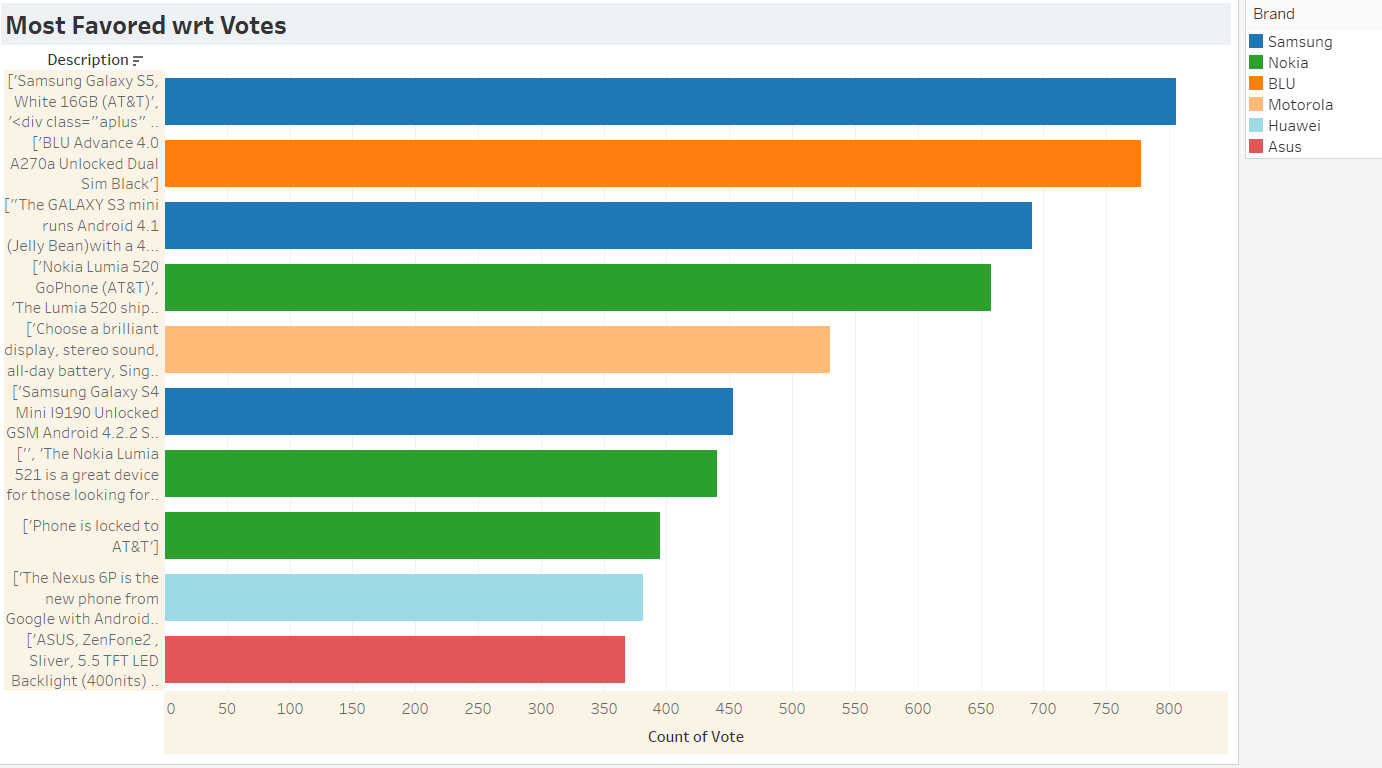 Most Favored wrt Votes
Description
['Samsung Galaxy S5,
White 16GB (AT&T)',
'<div class="aplus" ..
['BLU Advance 4.0
A270a Unlocked Dual
Sim Black']
["The GALAXY S3 mini
runs Android 4.1
(Jelly Bean)with a 4...
['Nokia Lumia 520
GoPhone (AT&T)',
'The Lumia 520 ship..
['Choose a brilliant
display, stereo sound,
all-day battery, Sing..
['Samsung Galaxy S4
Mini I9190 Unlocked
GSM Android 4.2.2 S..
['', 'The Nokia Lumia
521 is a great device
for those looking for..
['Phone is locked to
AT&T']
['The Nexus 6P is the
new phone from
Google with Android..
['ASUS, ZenFone2 ,
Sliver, 5.5 TFT LED
Backlight (400nits) ..
0 50 100 150 200 250 300 350 400 450 500 550 600 650 700 750 800
Count of Vote
Brand
Samsung
Nokia
BLU
Motorola
Huawei
Asus